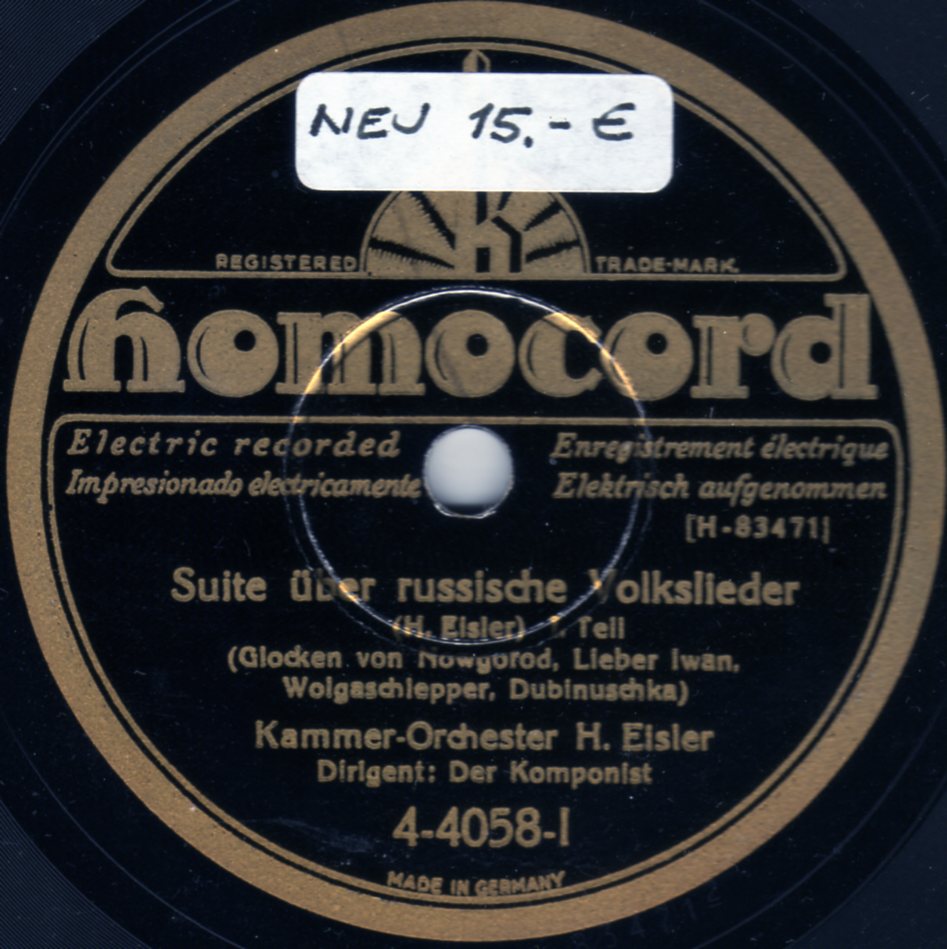 NEU 15.- €
K
REGISTERED TRADE-MARK.
homocord
Electric recorded Enregistrement électrique
Impresionado electricamente Elektrisch aufgenommen
[H-83471]
Suite über russische Volkslieder
(H. Eisler) I. Teil
(Glocken von Nowgorod, Lieber Iwan,
Wolgaschlepper, Dubinuschka)
Kammer-Orchester H. Eisler
Dirigent: Der Komponist
4-4058-I
MADE IN GERMANY